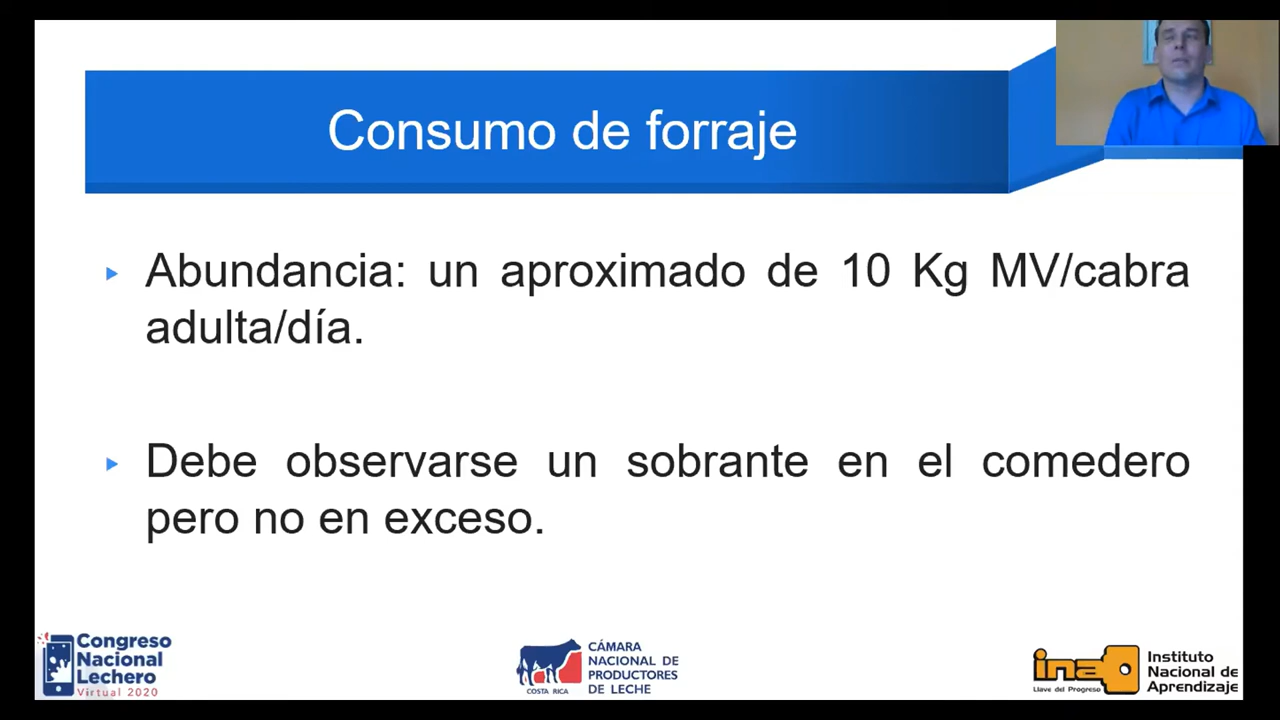 Consumo de forraje
Abundancia: un aproximado de 10 Kg MV/cabra
adulta/día.
Debe observarse un sobrante en el comedero
pero no en exceso.
Congreso
Nacional
Lechero
Virtual 2020
CÁMARA
NACIONAL DE
PRODUCTORES
DE LECHE
COSTA RICA
ina
Llave del Progreso
Instituto
Nacional de
Aprendizaje